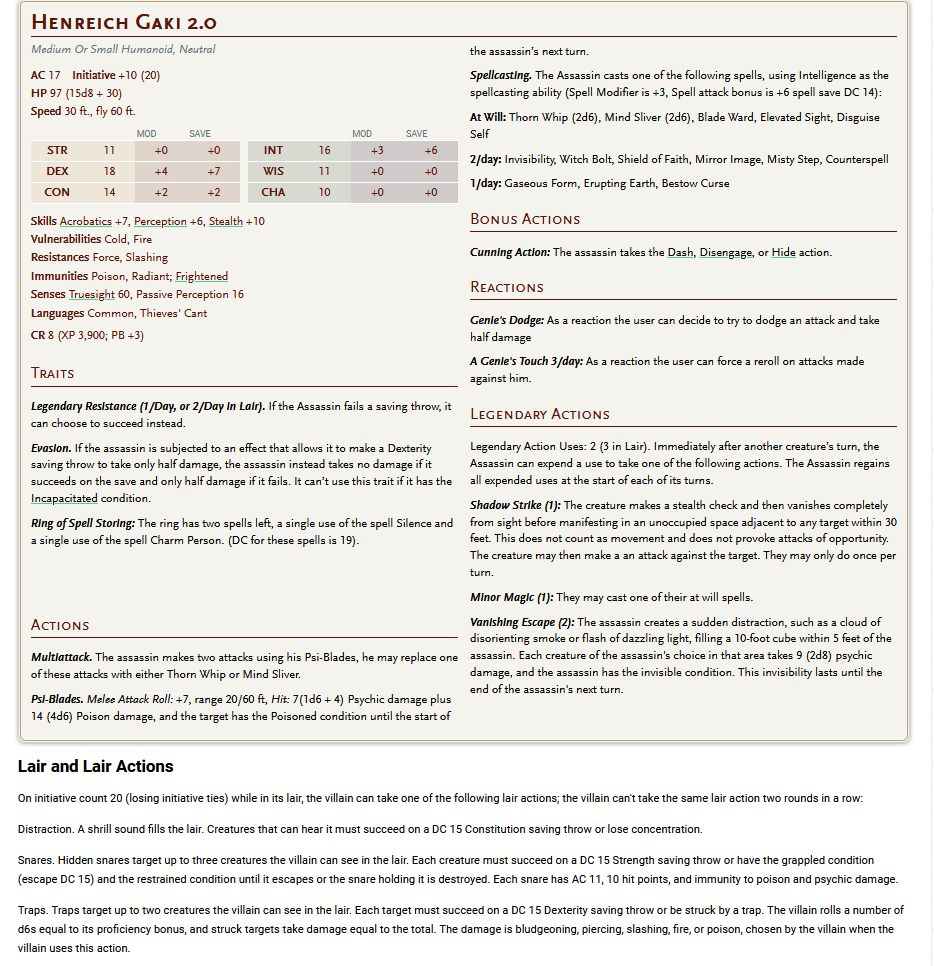 Henreich Gaki 2.0
Medium Or Small Humanoid, Neutral
AC 17 Initiative +10 (20)
HP 97 (15d8 + 30)
Speed 30 ft., fly 60 ft.
MOD SAVE MOD SAVE
STR 11 +0 +0 INT 16 +3 +6
DEX 18 +4 +7 WIS 11 +0 +0
CON 14 +2 +2 CHA 10 +0 +0
Skills Acrobatics +7, Perception +6, Stealth +10
Vulnerabilities Cold, Fire
Resistances Force, Slashing
Immunities Poison, Radiant; Frightened
Senses Truesight 60, Passive Perception 16
Languages Common, Thieves' Cant
CR 8 (XP 3,900; PB +3)
Traits
Legendary Resistance (1/Day, or 2/Day in Lair). If the Assassin fails a saving throw, it
can choose to succeed instead.
Evasion. If the assassin is subjected to an effect that allows it to make a Dexterity
saving throw to take only half damage, the assassin instead takes no damage if it
succeeds on the save and only half damage if it fails. It can't use this trait if it has the
Incapacitated condition.
Ring of Spell Storing: The ring has two spells left, a single use of the spell Silence and
a single use of the spell Charm Person. (DC for these spells is 19).
Actions
Multiattack. The assassin makes two attacks using his Psi-Blades, he may replace one
of these attacks with either Thorn Whip or Mind Sliver.
Psi-Blades. Melee Attack Roll: +7, range 20/60 ft, Hit: 7(1d6 + 4) Psychic damage plus
14 (4d6) Poison damage, and the target has the Poisoned condition until the start of
the assassin's next turn.
Spellcasting. The Assassin casts one of the following spells, using Intelligence as the
spellcasting ability (Spell Modifier is +3, Spell attack bonus is +6 spell save DC 14):
At Will: Thorn Whip (2d6), Mind Sliver (2d6), Blade Ward, Elevated Sight, Disguise
Self
2/day: Invisibility, Witch Bolt, Shield of Faith, Mirror Image, Misty Step, Counterspell
1/day: Gaseous Form, Erupting Earth, Bestow Curse
Bonus Actions
Cunning Action: The assassin takes the Dash, Disengage, or Hide action.
Reactions
Genie's Dodge: As a reaction the user can decide to try to dodge an attack and take
half damage
A Genie's Touch 3/day: As a reaction the user can force a reroll on attacks made
against him.
Legendary Actions
Legendary Action Uses: 2 (3 in Lair). Immediately after another creature's turn, the
Assassin can expend a use to take one of the following actions. The Assassin regains
all expended uses at the start of each of its turns.
Shadow Strike (1): The creature makes a stealth check and then vanishes completely
from sight before manifesting in an unoccupied space adjacent to any target within 30
feet. This does not count as movement and does not provoke attacks of opportunity.
The creature may then make a an attack against the target. They may only do once per
turn.
Minor Magic (1): They may cast one of their at will spells.
Vanishing Escape (2): The assassin creates a sudden distraction, such as a cloud of
disorienting smoke or flash of dazzling light, filling a 10-foot cube within 5 feet of the
assassin. Each creature of the assassin's choice in that area takes 9 (2d8) psychic
damage, and the assassin has the invisible condition. This invisibility lasts until the
end of the assassin's next turn.
Lair and Lair Actions
On initiative count 20 (losing initiative ties) while in its lair, the villain can take one of the following lair actions; the villain can't take the same lair action two rounds in a row:
Distraction. A shrill sound fills the lair. Creatures that can hear it must succeed on a DC 15 Constitution saving throw or lose concentration.
Snares. Hidden snares target up to three creatures the villain can see in the lair. Each creature must succeed on a DC 15 Strength saving throw or have the grappled condition
(escape DC 15) and the restrained condition until it escapes or the snare holding it is destroyed. Each snare has AC 11, 10 hit points, and immunity to poison and psychic damage.
Traps. Traps target up to two creatures the villain can see in the lair. Each target must succeed on a DC 15 Dexterity saving throw or be struck by a trap. The villain rolls a number of
d6s equal to its proficiency bonus, and struck targets take damage equal to the total. The damage is bludgeoning, piercing, slashing, fire, or poison, chosen by the villain when the
villain uses this action.